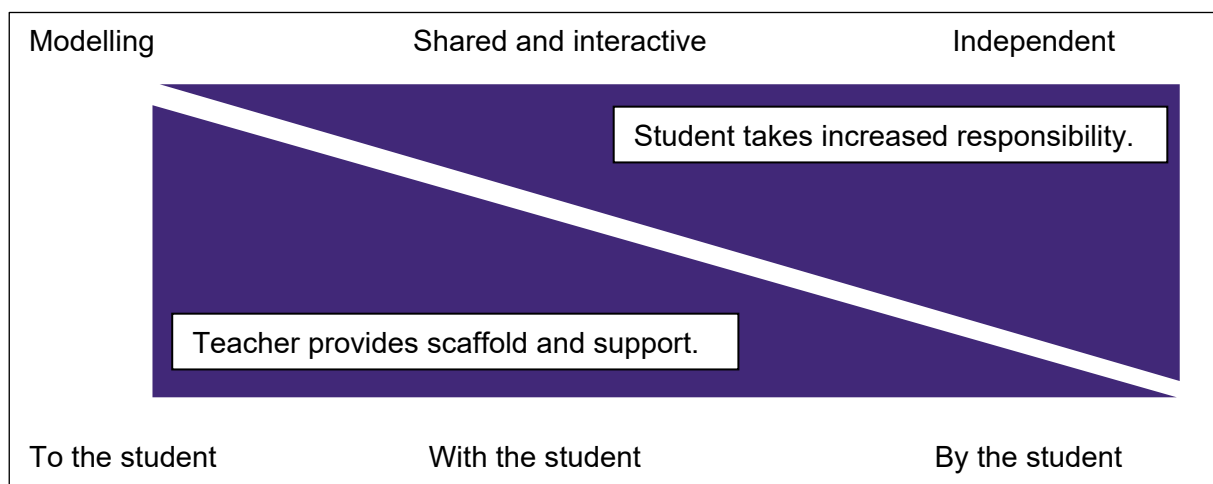 Modelling
Shared and interactive
Independent
Student takes increased responsibility.
Teacher provides scaffold and support.
To the student
With the student
By the student